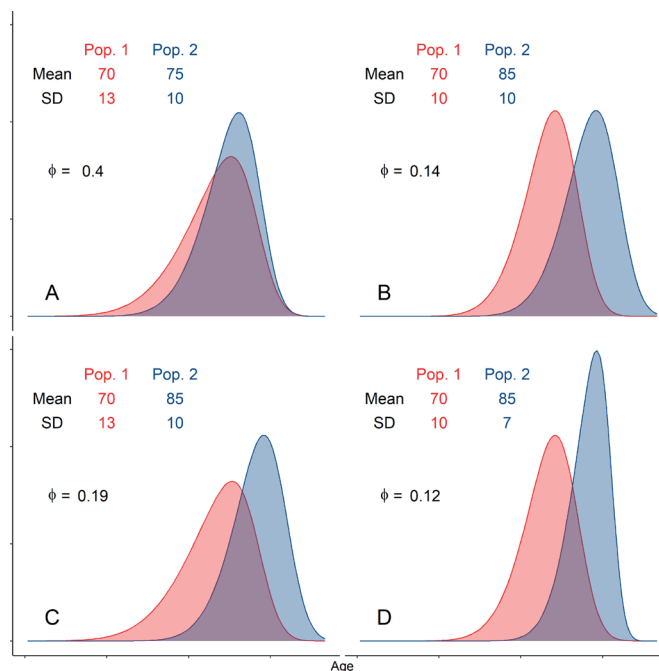 Pop. 1 Pop. 2
Mean 70 75
SD 13 10
ϕ = 0.4
A
Pop. 1 Pop. 2
Mean 70 85
SD 10 10
ϕ = 0.14
B
Pop. 1 Pop. 2
Mean 70 85
SD 13 10
ϕ = 0.19
C
Pop. 1 Pop. 2
Mean 70 85
SD 10 7
ϕ = 0.12
D
Age